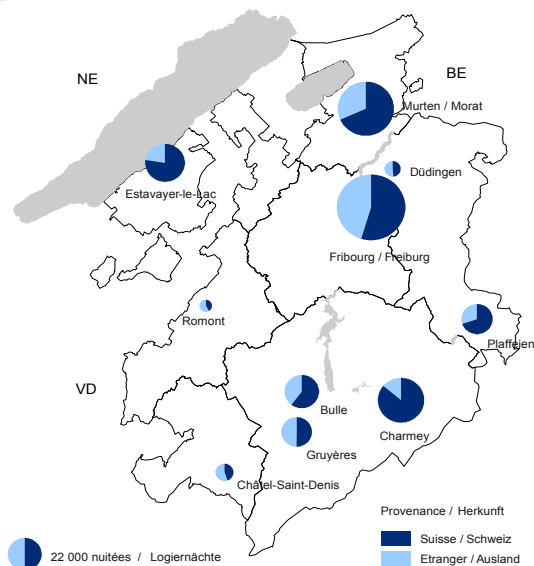 NE
BE
Murten / Morat
Düdingen
Estavayer-le-Lac
Fribourg / Freiburg
Romont
Plaffeien
VD
Bulle
Charmey
Gruyères
Châtel-Saint-Denis
Provenance / Herkunft
Suisse / Schweiz
22 000 nuitées / Logiernächte
Etranger / Ausland